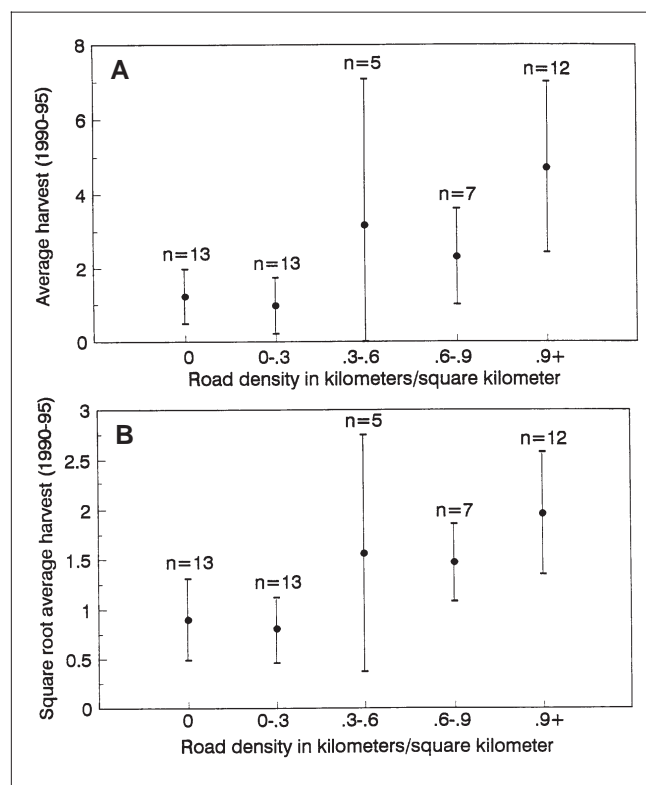 A
Average harvest (1990-95)
8
6
4
2
0
n=13
n=13
n=5
n=7
n=12
0
0-.3
.3-.6
.6-.9
.9+
Road density in kilometers/square kilometer
B
Square root average harvest (1990-95)
3
2.5
2
1.5
1
0.5
0
n=13
n=13
n=5
n=7
n=12
0
0-.3
.3-.6
.6-.9
.9+
Road density in kilometers/square kilometer